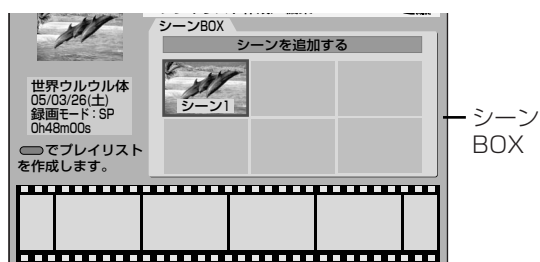 シーンBOX
シーンを追加する
シーン1
世界ウルウル体
05/03/26(土)
録画モード：SP
0h48m00s
でプレイリスト
を作成します。
シーン
BOX